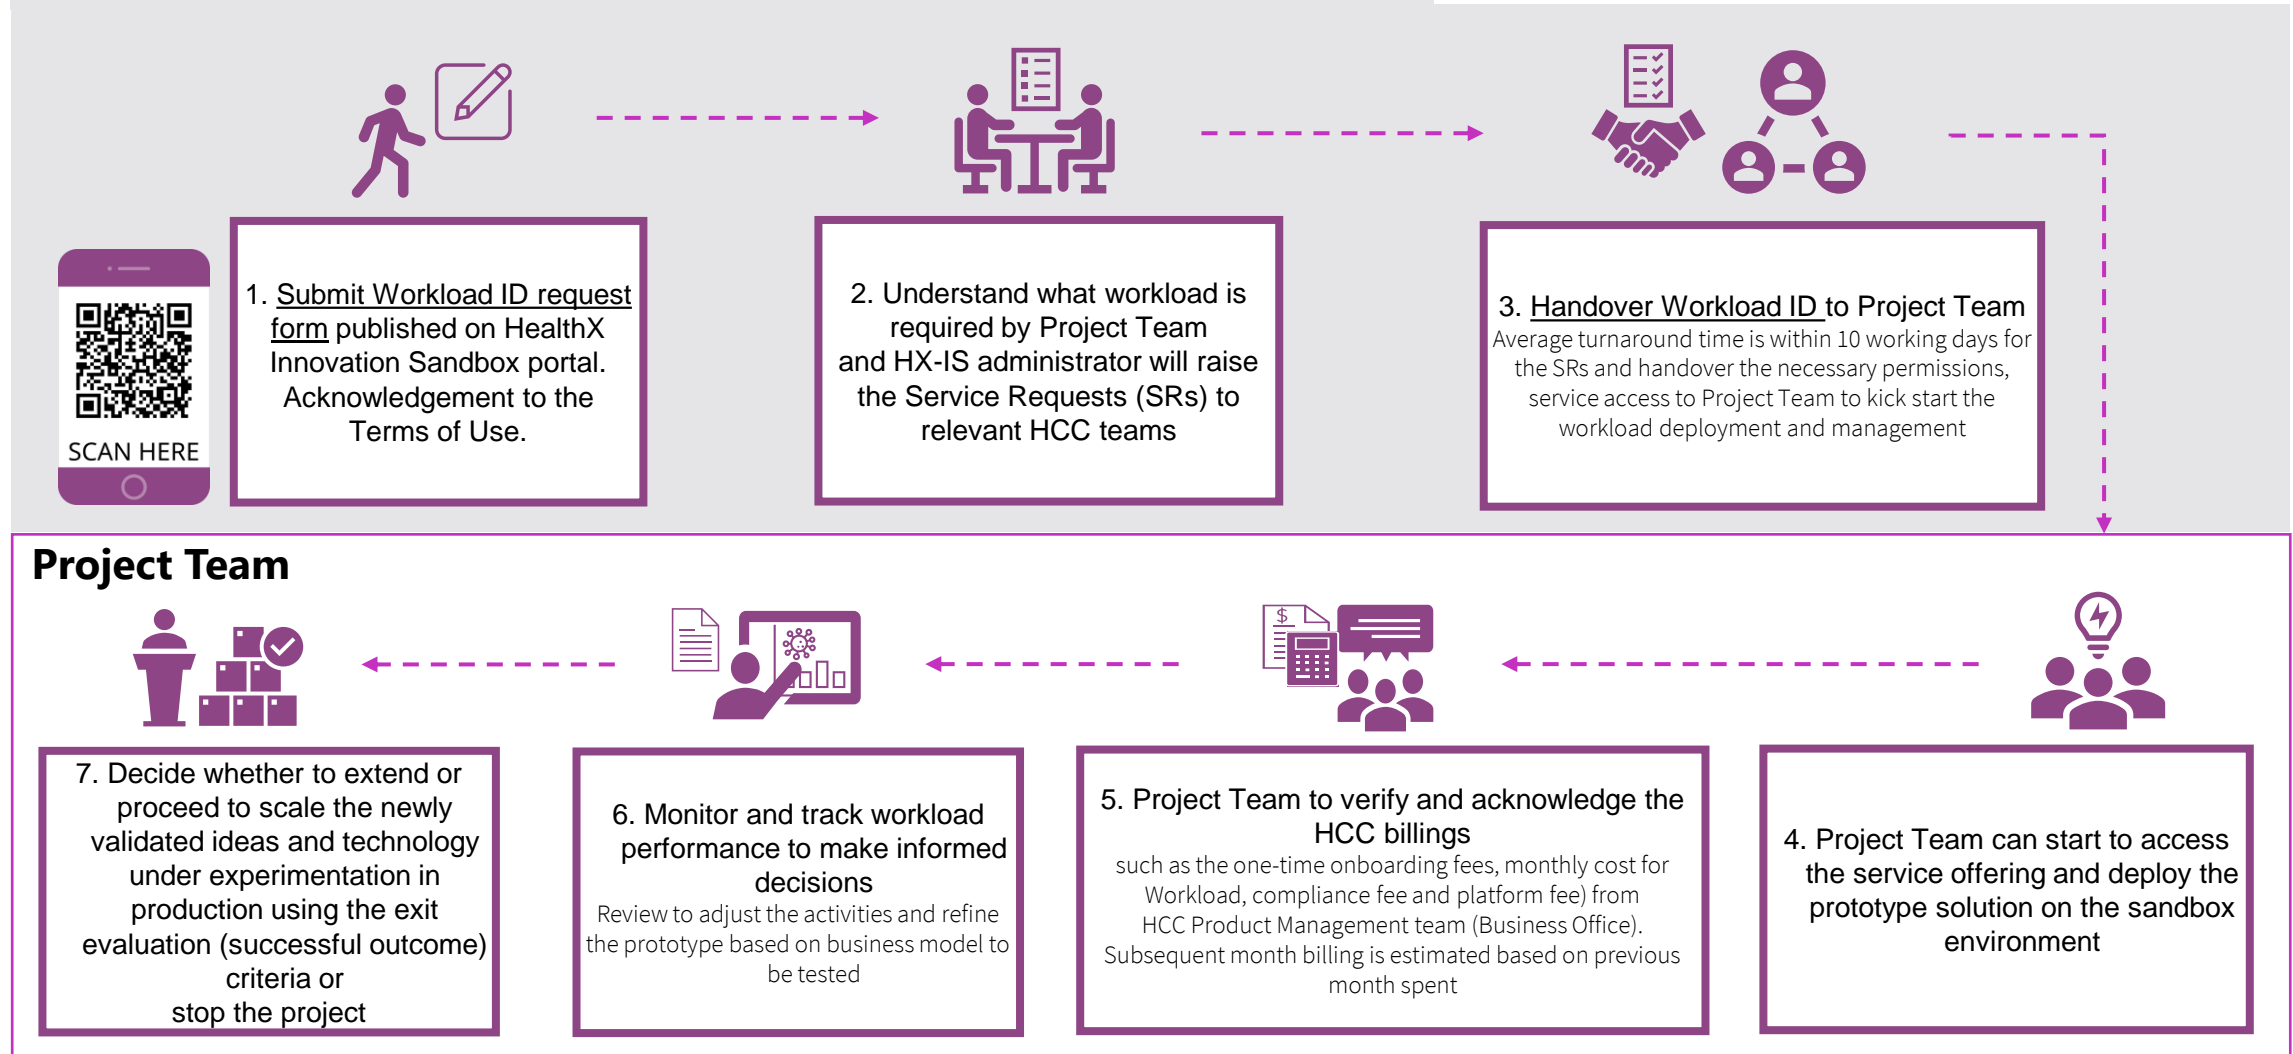 SCAN HERE
1. Submit Workload ID request
form published on HealthX
Innovation Sandbox portal.
Acknowledgement to the
Terms of Use.
2. Understand what workload is
required by Project Team
and HX-IS administrator will raise
the Service Requests (SRs) to
relevant HCC teams
3. Handover Workload ID to Project Team
Average turnaround time is within 10 working days for
the SRs and handover the necessary permissions,
service access to Project Team to kick start the
workload deployment and management
Project Team
$
4. Project Team can start to access
the service offering and deploy the
prototype solution on the sandbox
environment
5. Project Team to verify and acknowledge the
HCC billings
such as the one-time onboarding fees, monthly cost for
Workload, compliance fee and platform fee) from
HCC Product Management team (Business Office).
Subsequent month billing is estimated based on previous
month spent
6. Monitor and track workload
performance to make informed
decisions
Review to adjust the activities and refine
the prototype based on business model to
be tested
7. Decide whether to extend or
proceed to scale the newly
validated ideas and technology
under experimentation in
production using the exit
evaluation (successful outcome)
criteria or
stop the project